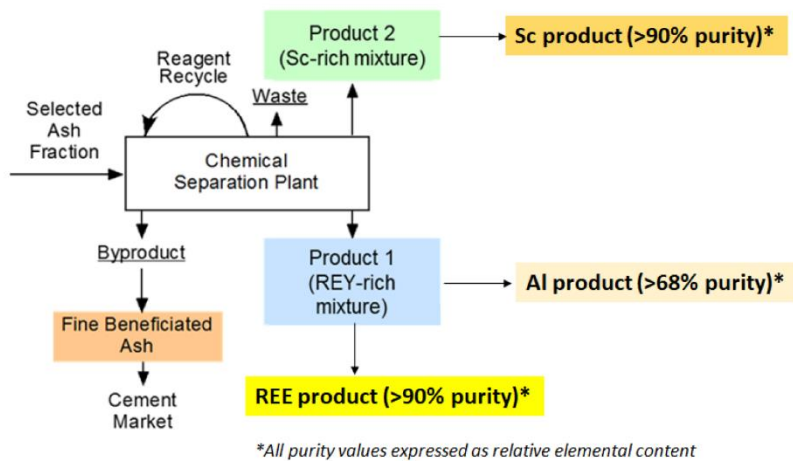 Product 2
(Sc-rich mixture)
Sc product (>90% purity)*
Reagent
Recycle
Waste
Selected
Ash
Fraction
Chemical
Separation Plant
Byproduct
Product 1
(REY-rich
mixture)
Al product (>68% purity)*
Fine Beneficiated
Ash
REE product (>90% purity)*
Cement
Market
*All purity values expressed as relative elemental content